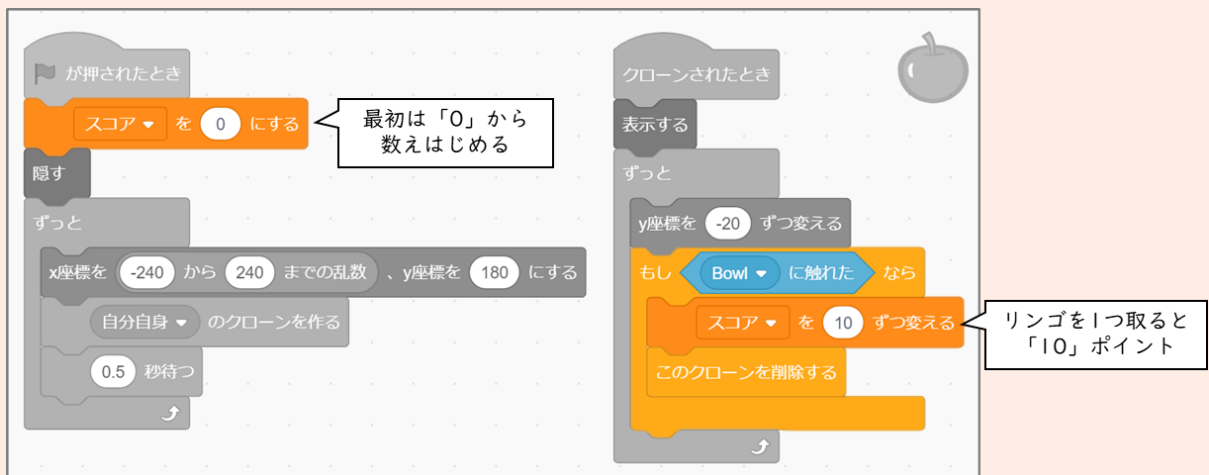 が押されたとき
スコア を 0 にする
最初は「0」から
数えはじめる
隠す
ずっと
x座標を -240 から 240 までの乱数 、y座標を 180 にする
自分自身 のクローンを作る
0.5 秒待つ
クローンされたとき
表示する
ずっと
y座標を -20 ずつ変える
もし Bowl に触れた なら
スコア を 10 ずつ変える
リンゴを1つ取ると
「10」ポイント
このクローンを削除する